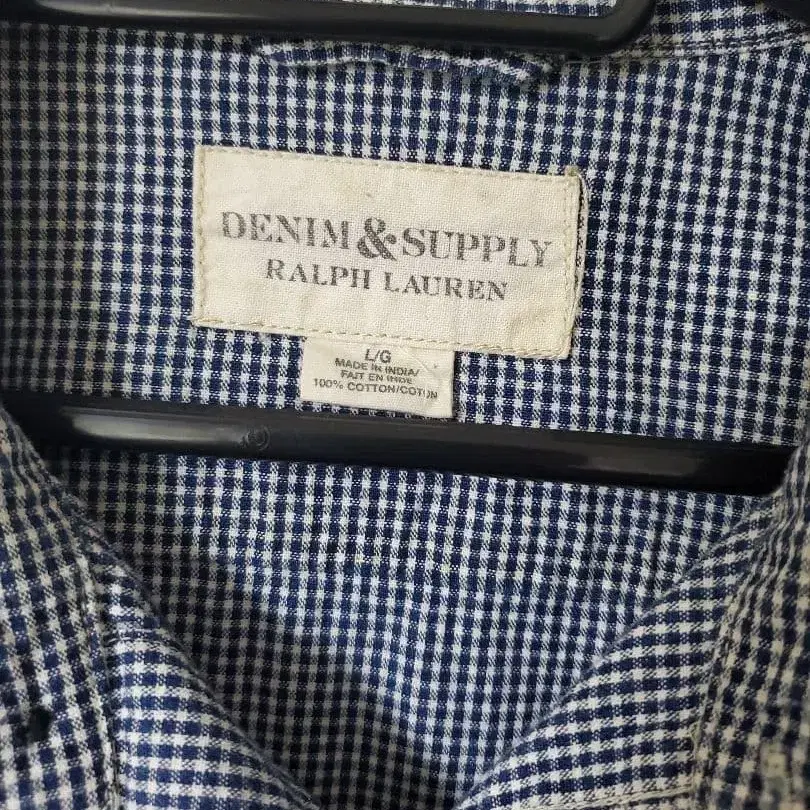 DENIM & SUPPLY
RALPH LAUREN
L/G
MADE IN INDIA/
FAIT EN INDE
100% COTTON/COTON